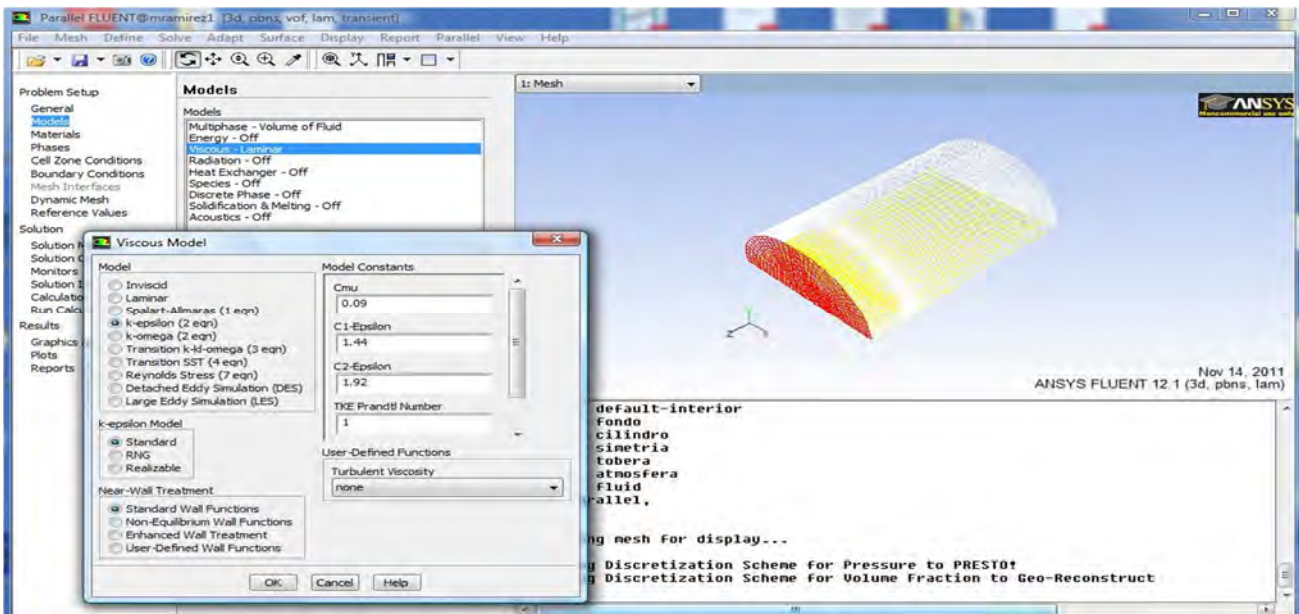 Parallel FLUENT@mramirez1 [3d, pbns, vof, lam, transient]
File Mesh Define Solve Adapt Surface Display Report Parallel View Help
Problem Setup
General
Models
Materials
Phases
Cell Zone Conditions
Boundary Conditions
Mesh Interfaces
Dynamic Mesh
Reference Values
Solution
Solution
Solution
Monitors
Solution
Run
Results
Graphics
Plots
Reports
Models
Models
Multiphase - Volume of Fluid
Energy - Off
Viscous - Laminar
Radiation - Off
Heat Exchanger - Off
Species - Off
Discrete Phase - Off
Solidification & Melting - Off
Acoustics - Off
1: Mesh
ANSYS
Noncommercial use only
Y
Z
X
Nov 14, 2011
ANSYS FLUENT 12.1 (3d, pbns, lam)
Viscous Model
Model
Inviscid
Laminar
Spalart-Allmaras (1 eqn)
k-epsilon (2 eqn)
k-omega (2 eqn)
Transition k-kl-omega (3 eqn)
Transition SST (4 eqn)
Reynolds Stress (7 eqn)
Detached Eddy Simulation (DES)
Large Eddy Simulation (LES)
k-epsilon Model
Standard
RNG
Realizable
Near-Wall Treatment
Standard Wall Functions
Non-Equilibrium Wall Functions
Enhanced Wall Treatment
User-Defined Wall Functions
Model Constants
Cmu
0.09
C1-Epsilon
1.44
C2-Epsilon
1.92
TKE Prandtl Number
1
User-Defined Functions
Turbulent Viscosity
none
OK Cancel Help
default-interior
fondo
cilindro
simetria
tobera
atmosfera
fluid
rallel,
ng mesh for display...
g Discretization Scheme for Pressure to PRESTO!
g Discretization Scheme for Volume Fraction to Geo-Reconstruct